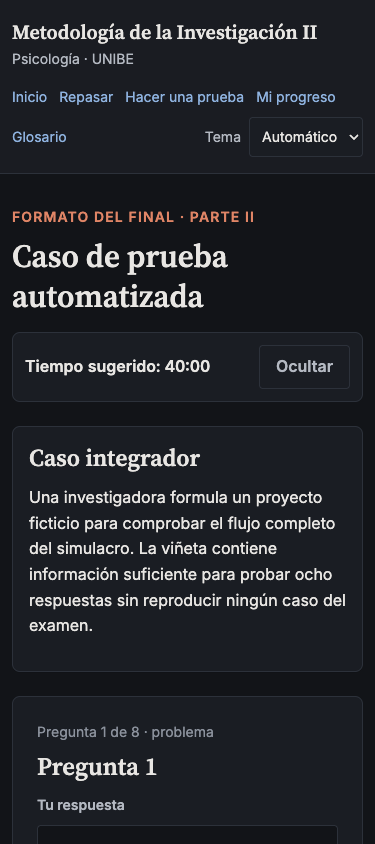 Metodología de la Investigación II
Psicología · UNIBE
Inicio Repasar Hacer una prueba Mi progreso
Glosario Tema Automático
FORMATO DEL FINAL · PARTE II
Caso de prueba
automatizada
Tiempo sugerido: 40:00 Ocultar
Caso integrador
Una investigadora formula un proyecto
ficticio para comprobar el flujo completo
del simulacro. La viñeta contiene
información suficiente para probar ocho
respuestas sin reproducir ningún caso del
examen.
Pregunta 1 de 8 · problema
Pregunta 1
Tu respuesta